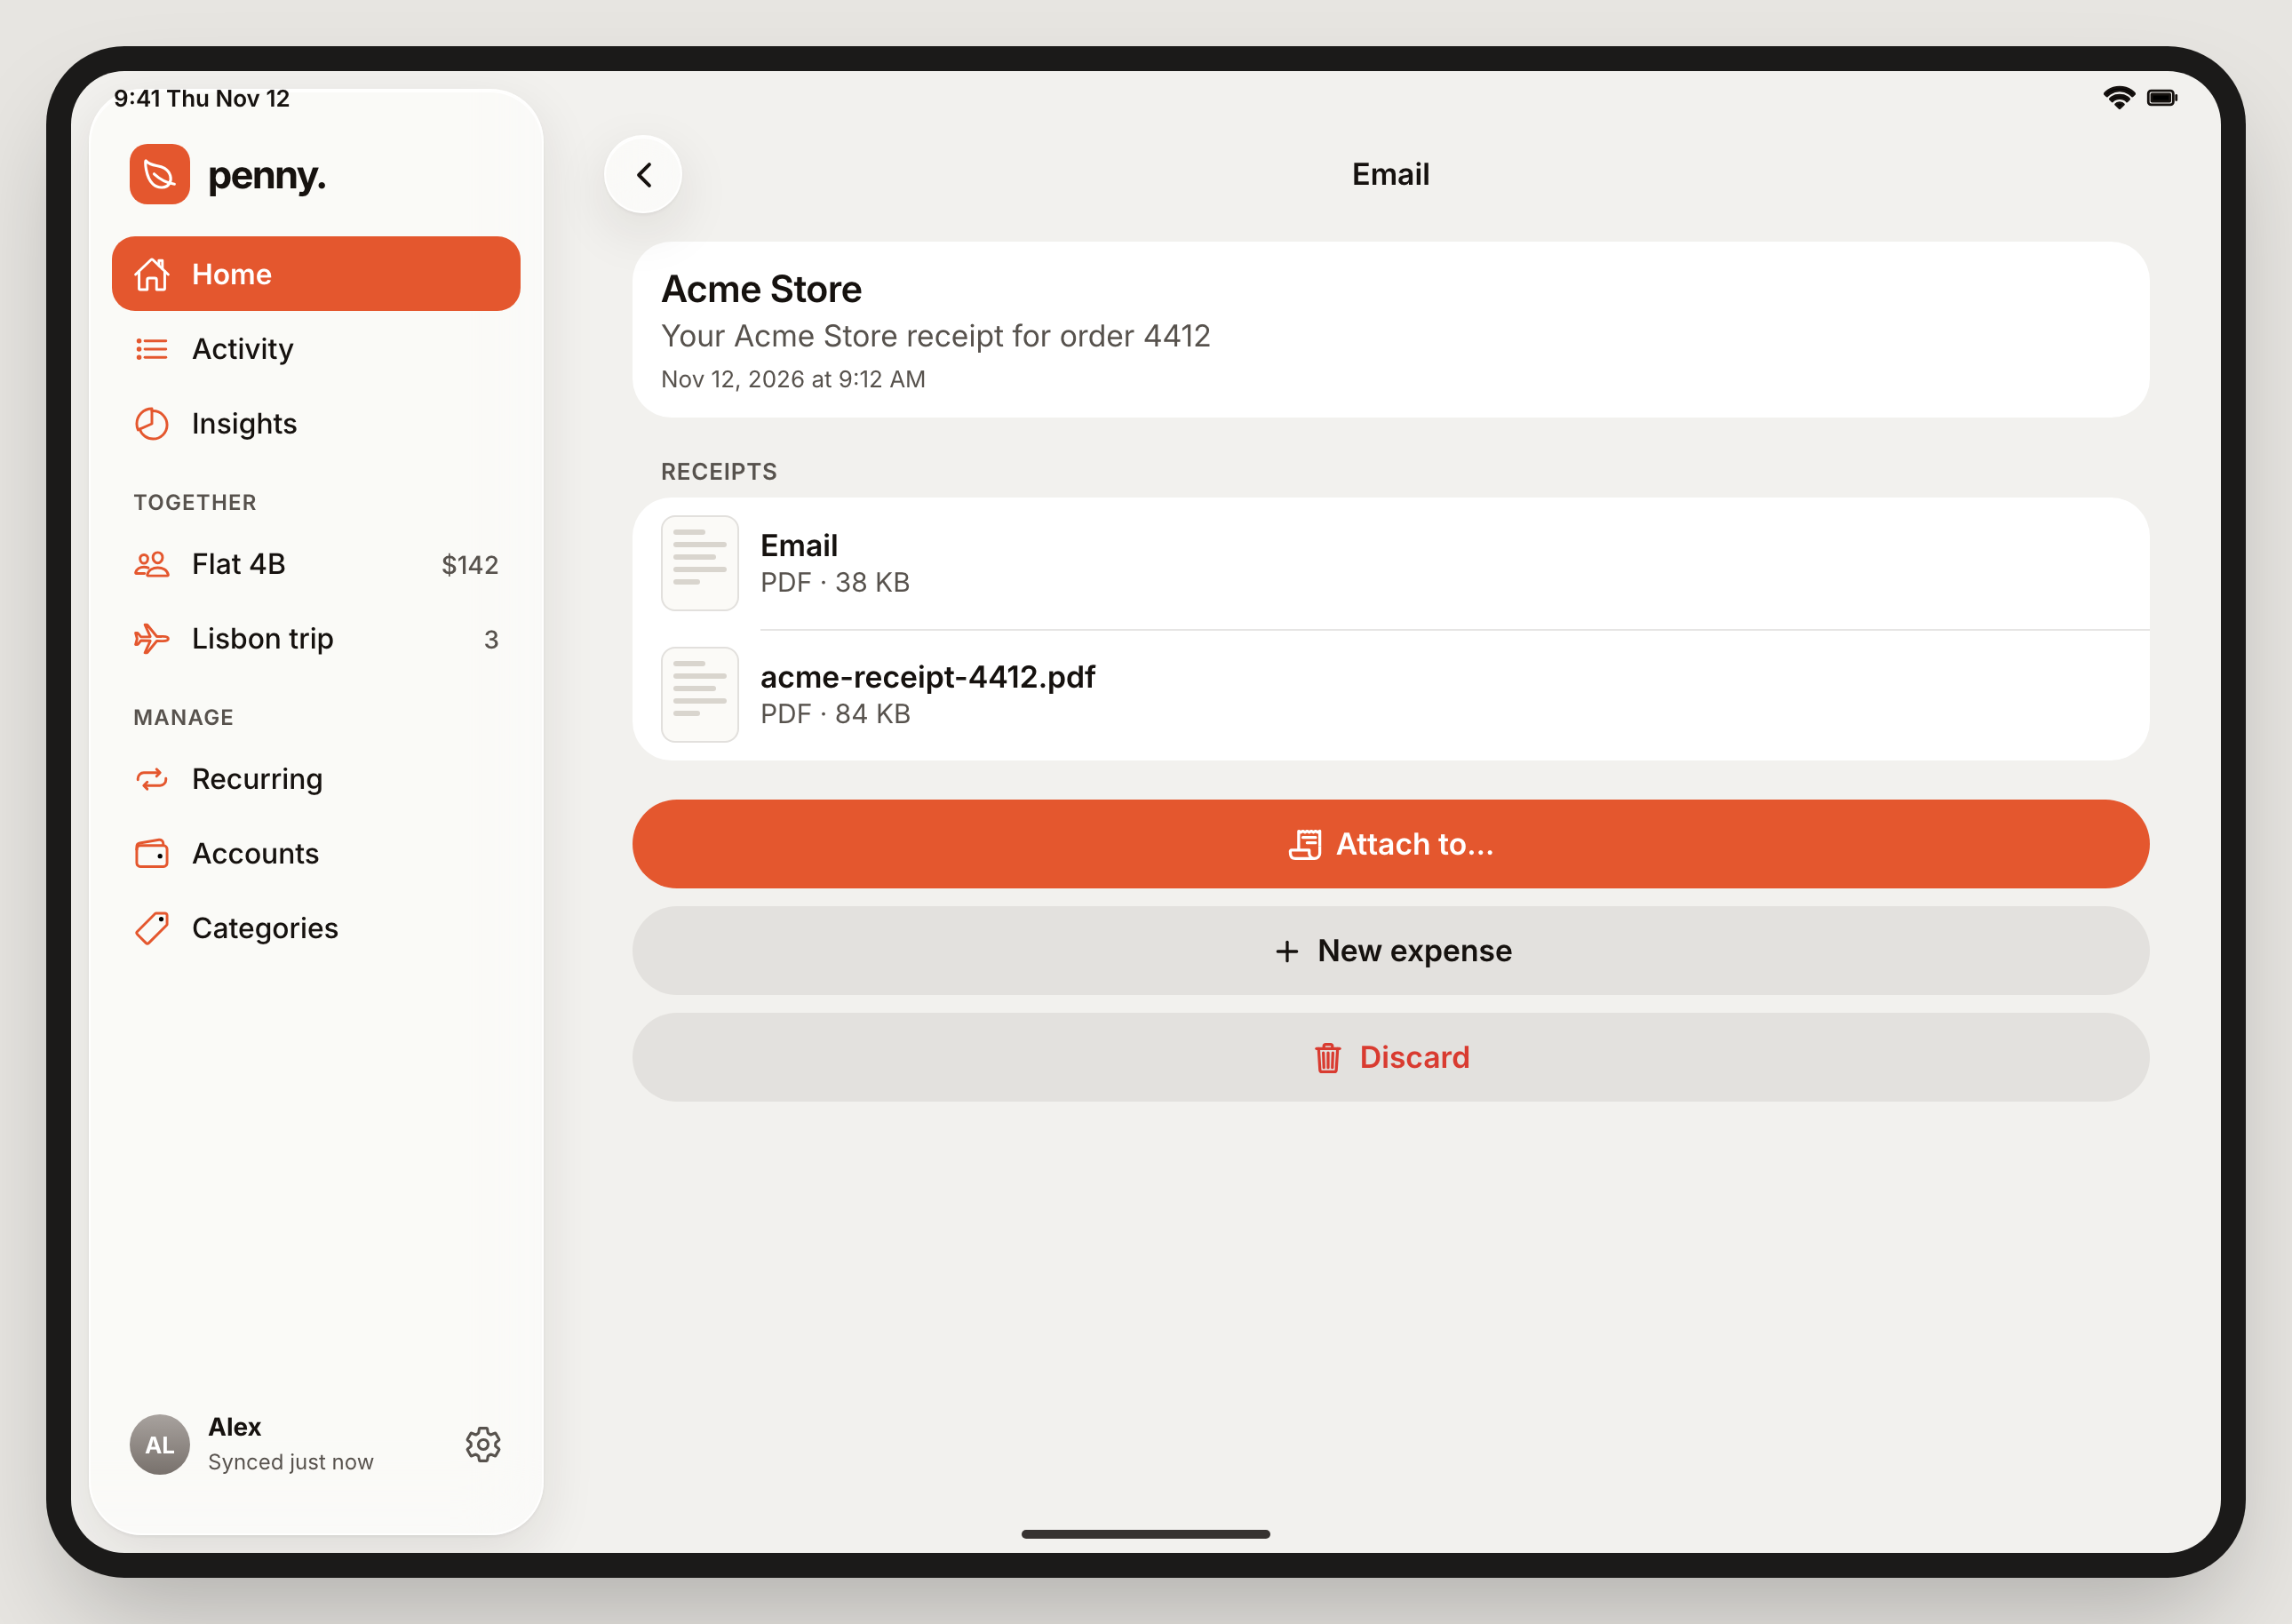 9:41 Thu Nov 12
penny.
Home
Activity
Insights
TOGETHER
Flat 4B $142
Lisbon trip 3
MANAGE
Recurring
Accounts
Categories
AL
Alex
Synced just now
Email
Acme Store
Your Acme Store receipt for order 4412
Nov 12, 2026 at 9:12 AM
RECEIPTS
Email
PDF · 38 KB
acme-receipt-4412.pdf
PDF · 84 KB
Attach to...
New expense
Discard